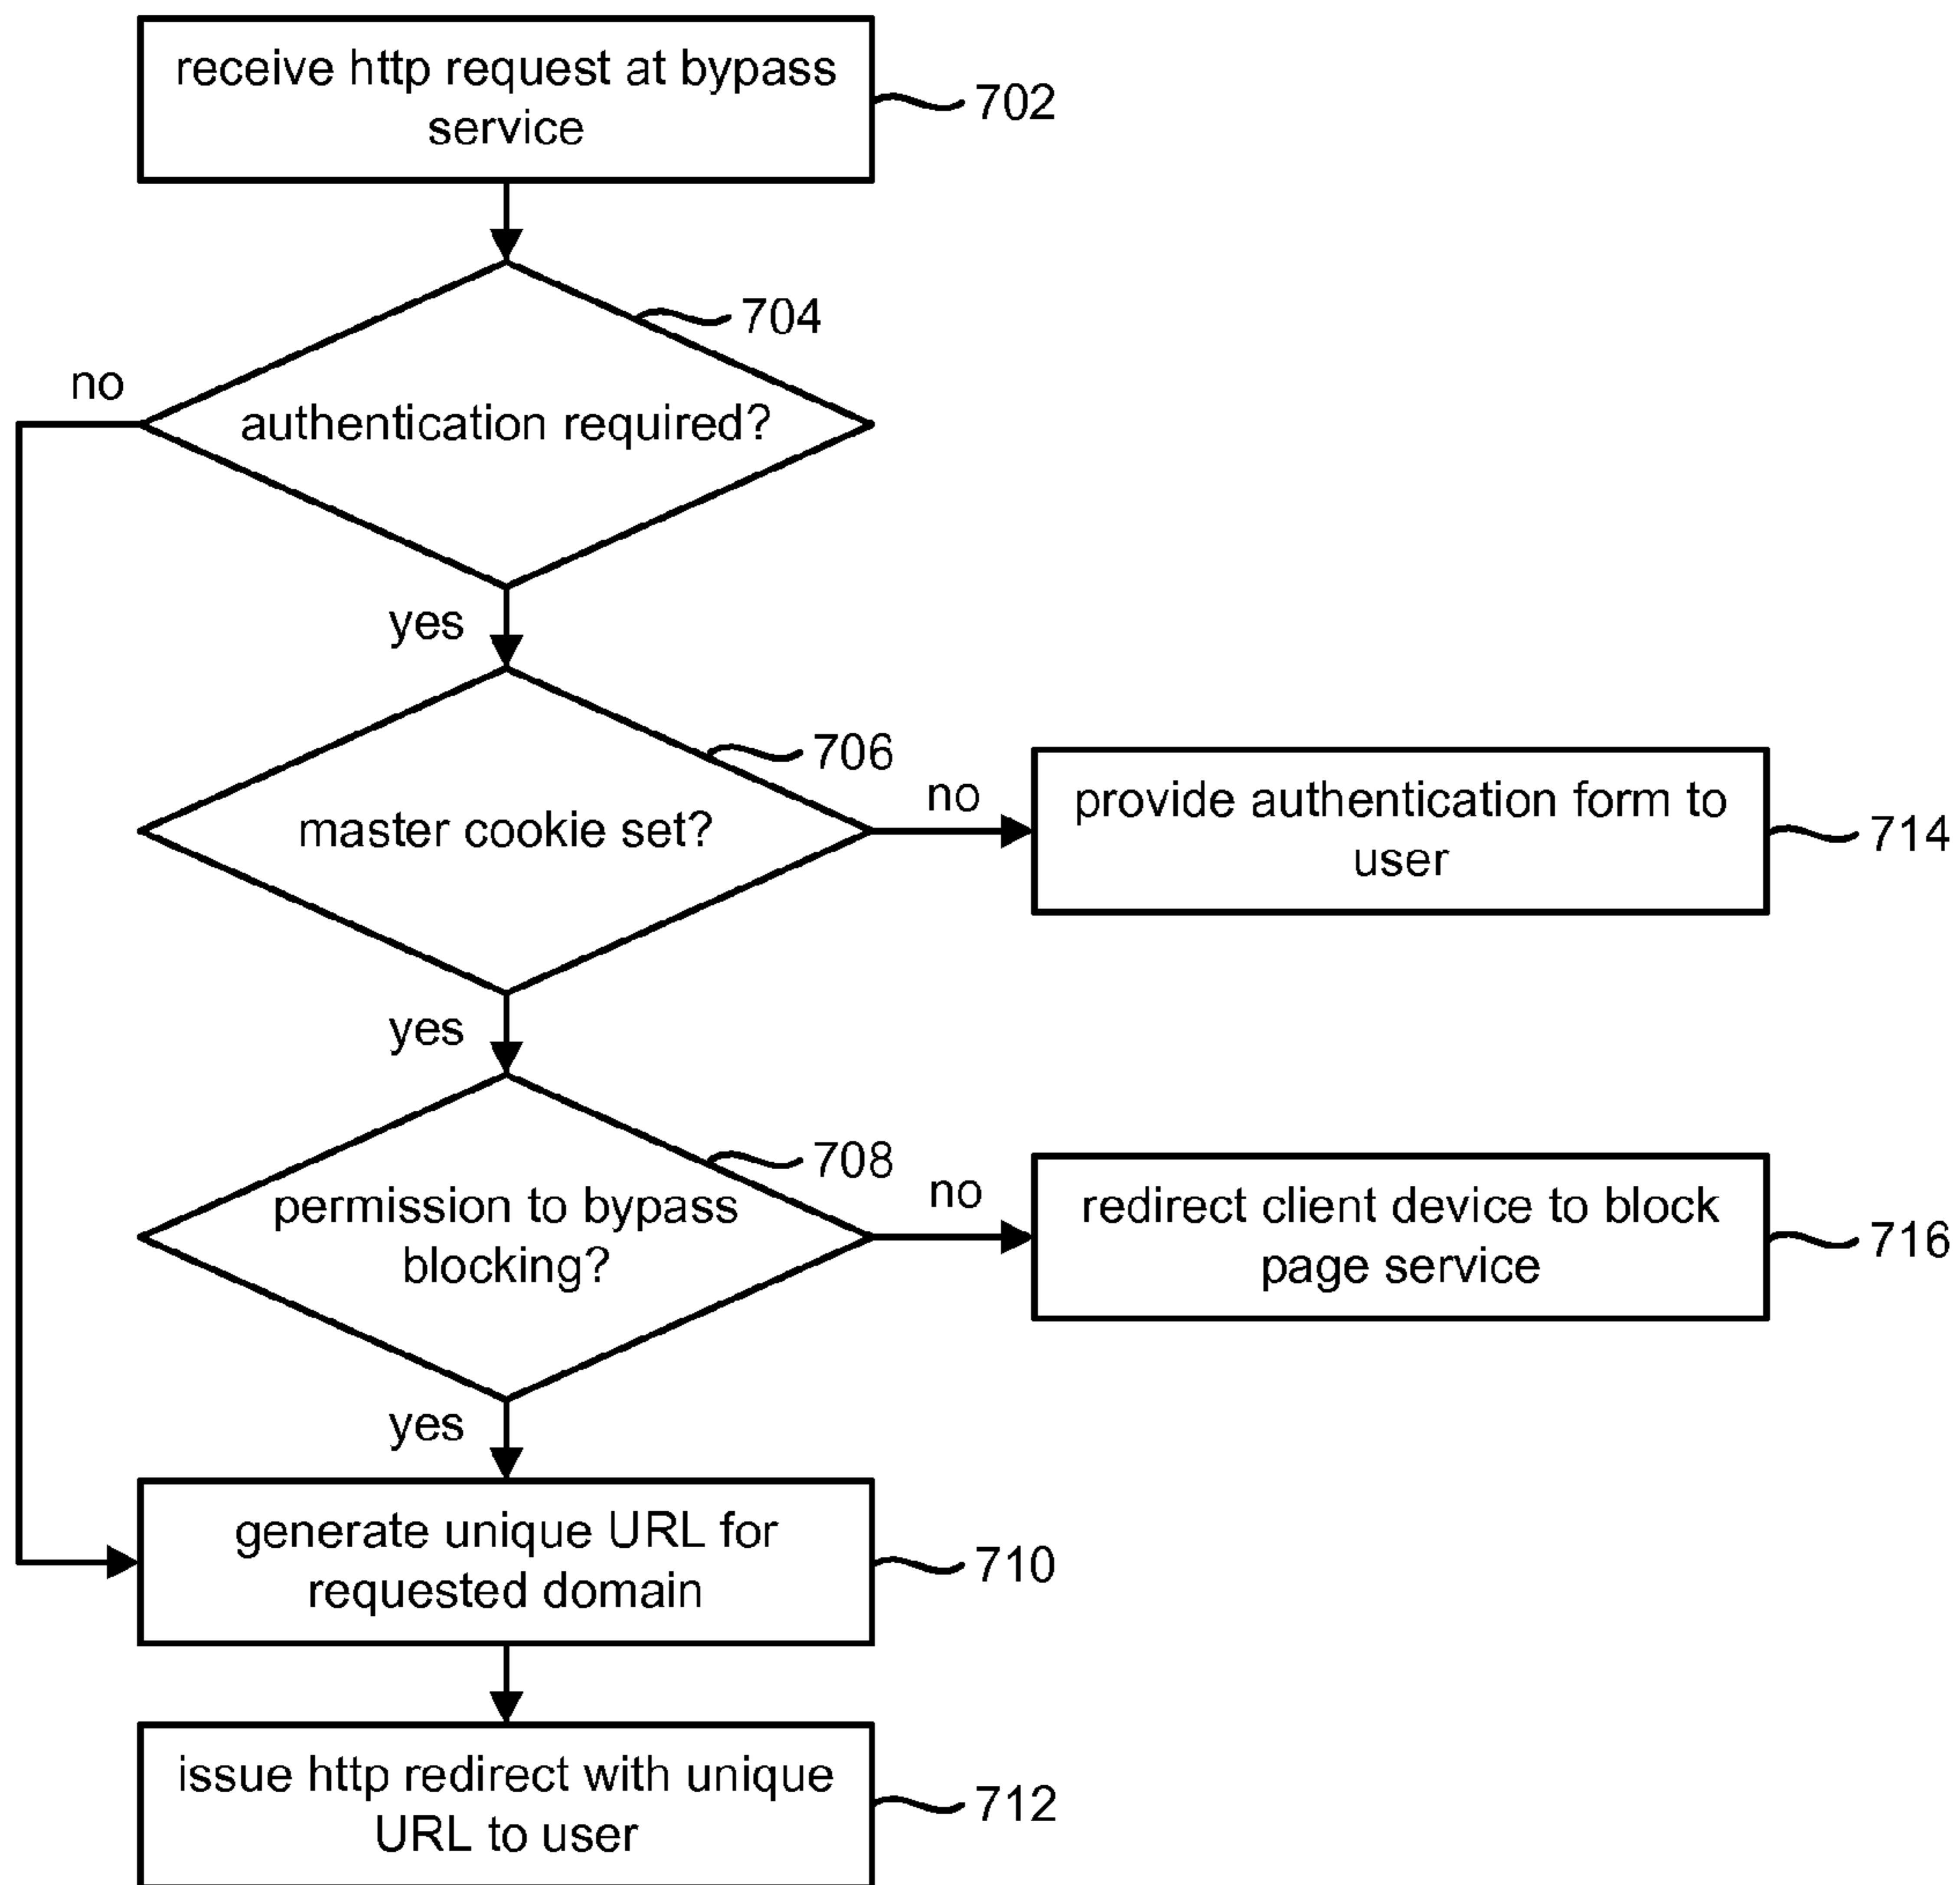 receive http request at bypass
service
702
704
no
authentication required?
yes
706
master cookie set?
no
provide authentication form to
user
714
yes
708
permission to bypass
blocking?
no
redirect client device to block
page service
716
yes
generate unique URL for
requested domain
710
issue http redirect with unique
URL to user
712